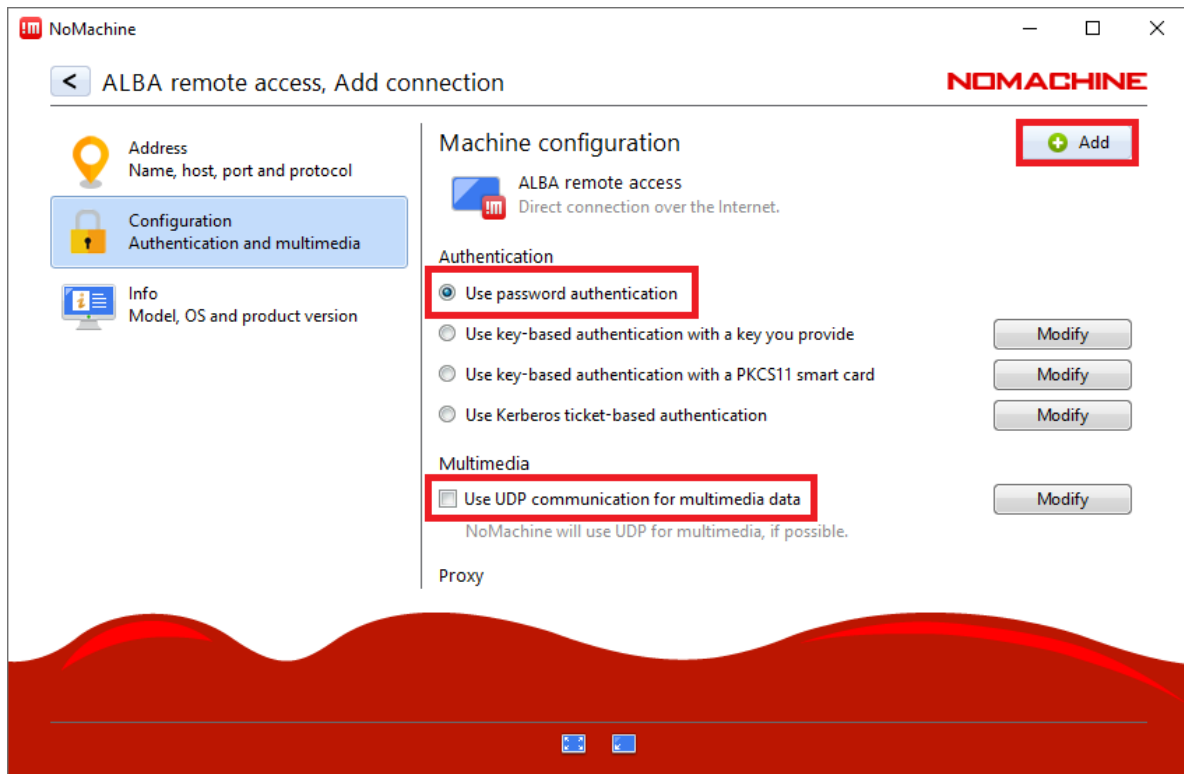 NoMachine
ALBA remote access, Add connection
NOMACHINE
Address
Name, host, port and protocol
Configuration
Authentication and multimedia
Info
Model, OS and product version
Machine configuration
Add
ALBA remote access
Direct connection over the Internet.
Authentication
Use password authentication
Use key-based authentication with a key you provide
Modify
Use key-based authentication with a PKCS11 smart card
Modify
Use Kerberos ticket-based authentication
Modify
Multimedia
Use UDP communication for multimedia data
Modify
NoMachine will use UDP for multimedia, if possible.
Proxy